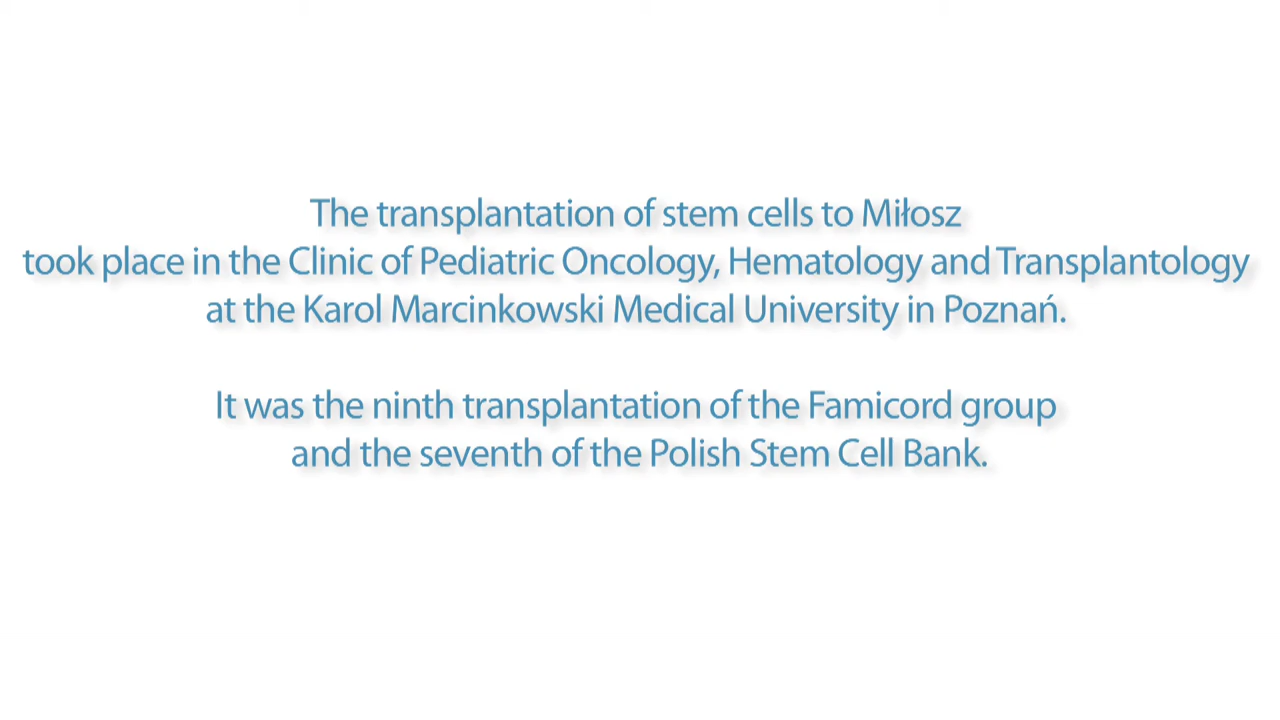 The transplantation of stem cells to Miłosz
took place in the Clinic of Pediatric Oncology, Hematology and Transplantology
at the Karol Marcinkowski Medical University in Poznań.
It was the ninth transplantation of the Famicord group
and the seventh of the Polish Stem Cell Bank.